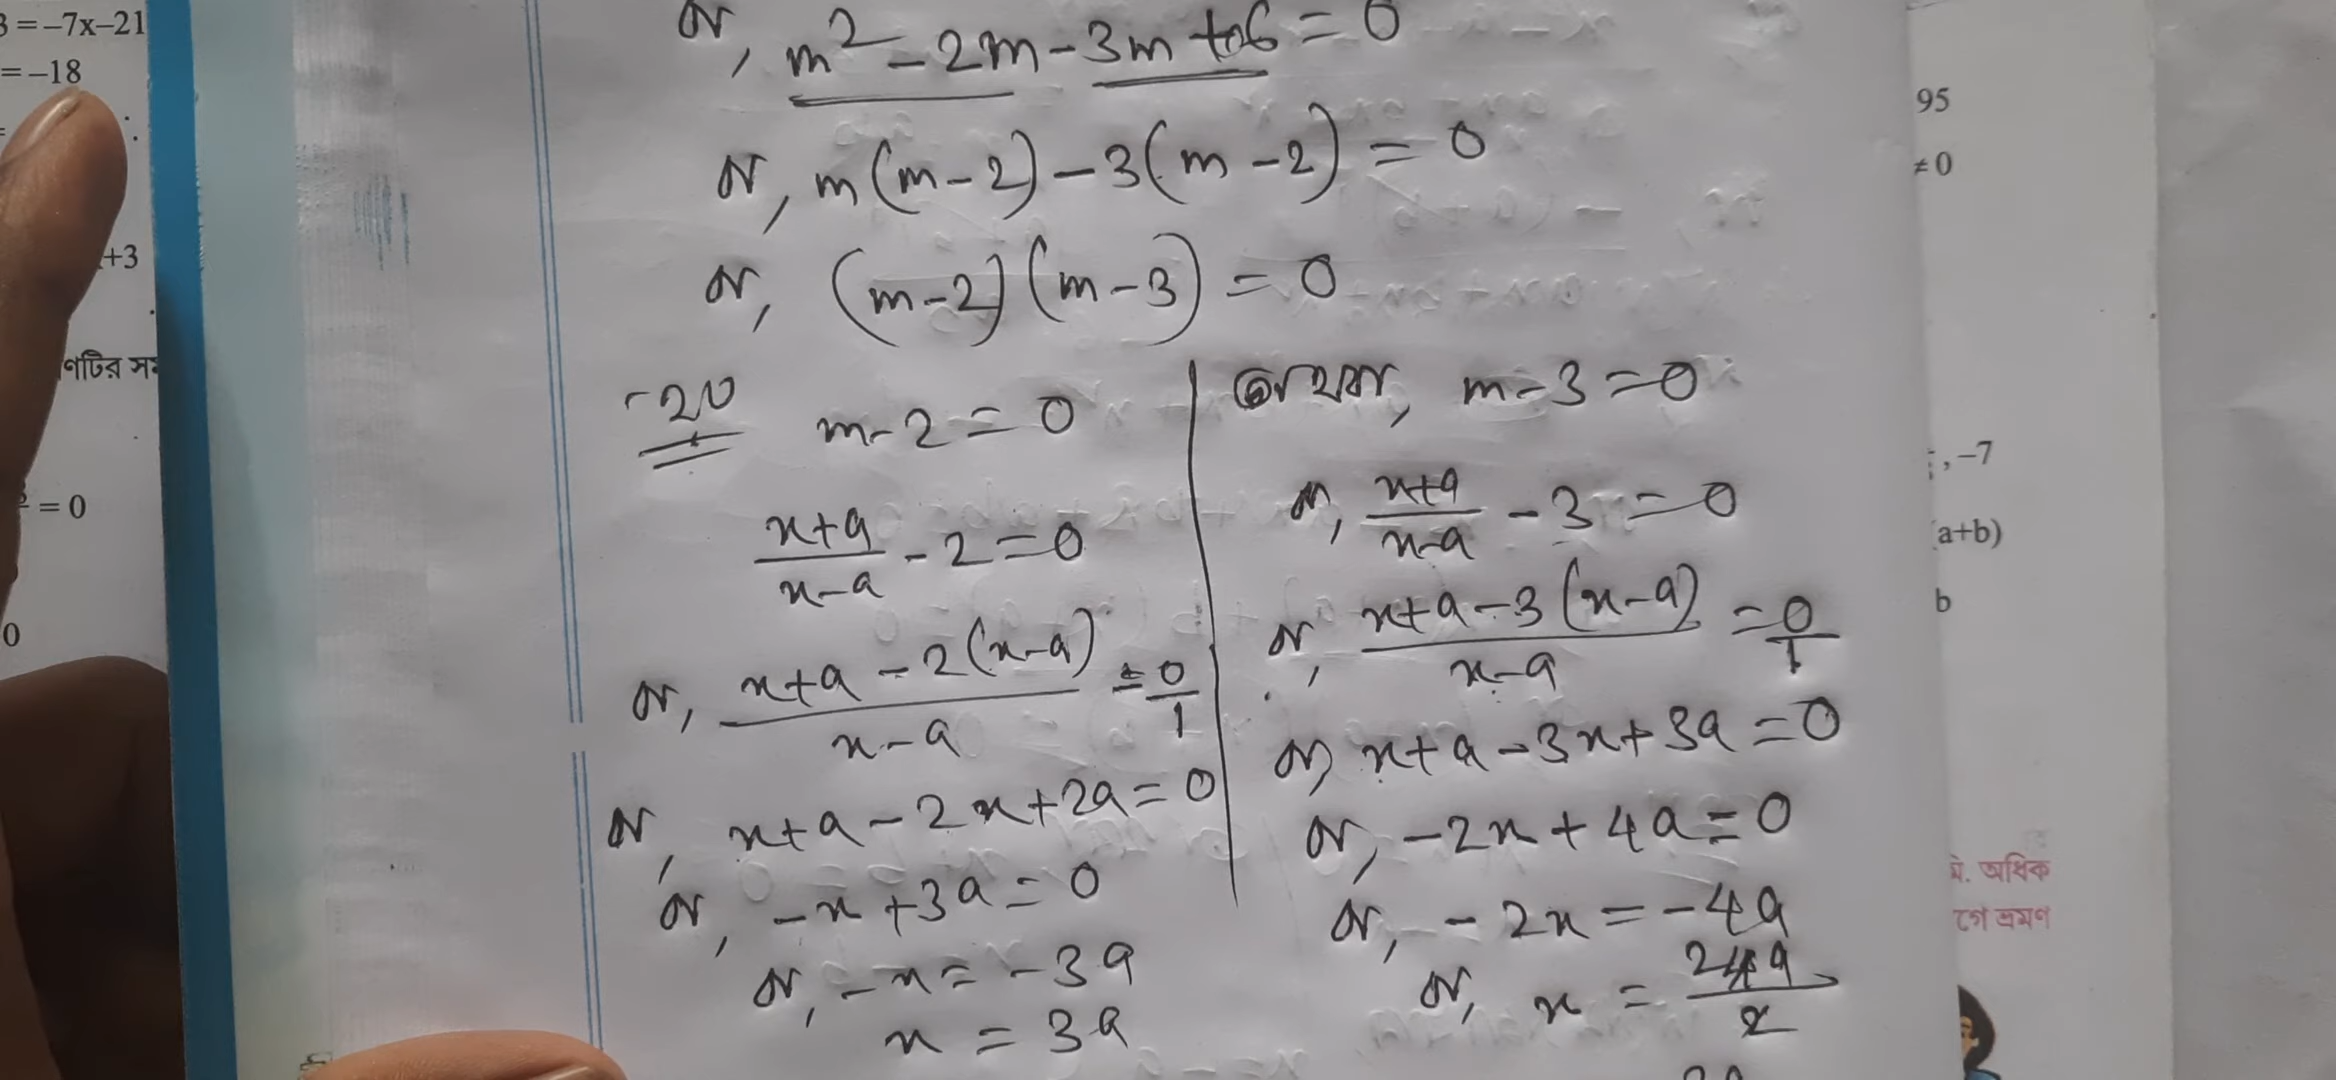 3 = –7x–21
= –18
+3
ণটির সম
= 0
0
বা, m² - 2m - 3m + 6 = 0
বা, m(m-2) - 3(m-2) = 0
বা, (m-2)(m-3) = 0
m-2 = 0
(x+a)/(x-a) - 2 = 0
বা, (x+a-2(x-a))/(x-a) = 0/1
বা, x+a-2x+2a = 0
বা, -x+3a = 0
বা, -x = -3a
x = 3a
অথবা, m-3 = 0
বা, (x+a)/(x-a) - 3 = 0
বা, (x+a-3(x-a))/(x-a) = 0/1
বা, x+a-3x+3a = 0
বা, -2x+4a = 0
বা, -2x = -4a
বা, x = 4a/2
95
≠0
, –7
(a+b)
b
মি. অধিক
গে ভ্রমণ